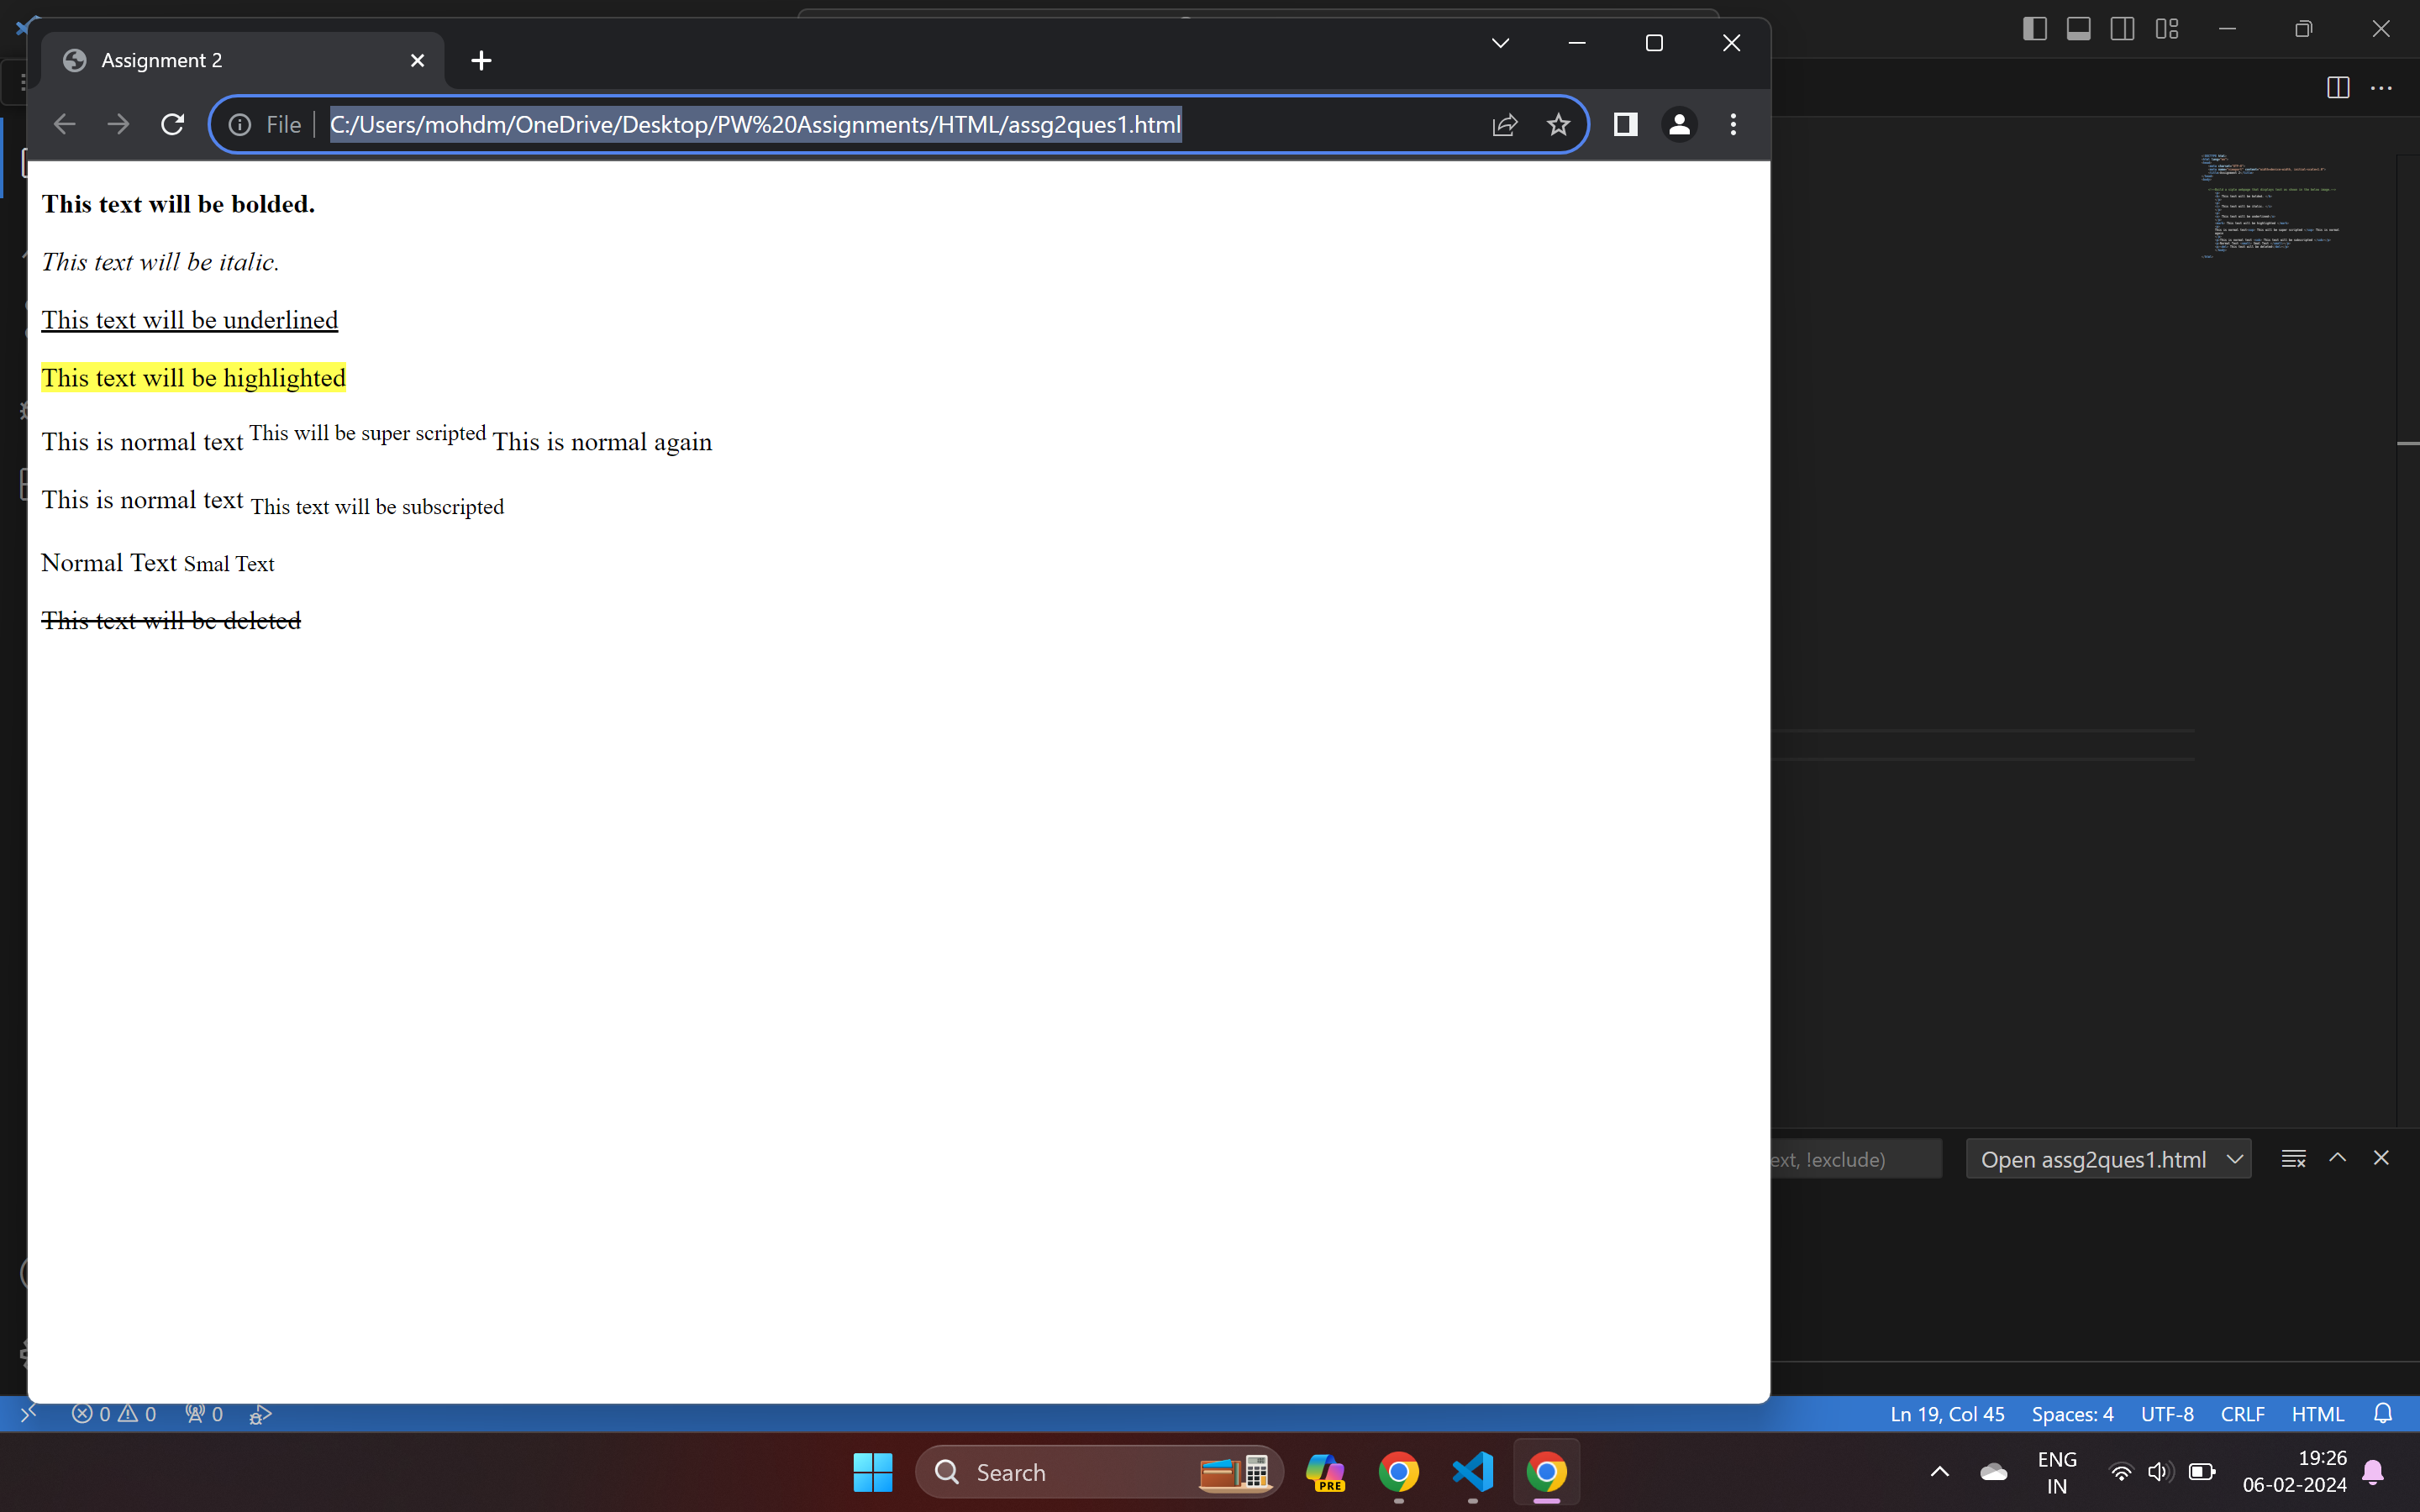 Assignment 2
File
C:/Users/mohdm/OneDrive/Desktop/PW%20Assignments/HTML/assg2ques1.html
This text will be bolded.
This text will be italic.
This text will be underlined
This text will be highlighted
This is normal text This will be super scripted This is normal again
This is normal text This text will be subscripted
Normal Text Smal Text
This text will be deleted
ext, !exclude)
Open assg2ques1.html
0 0 0
Ln 19, Col 45 Spaces: 4 UTF-8 CRLF HTML
Search
PRE
ENG
IN
19:26
06-02-2024